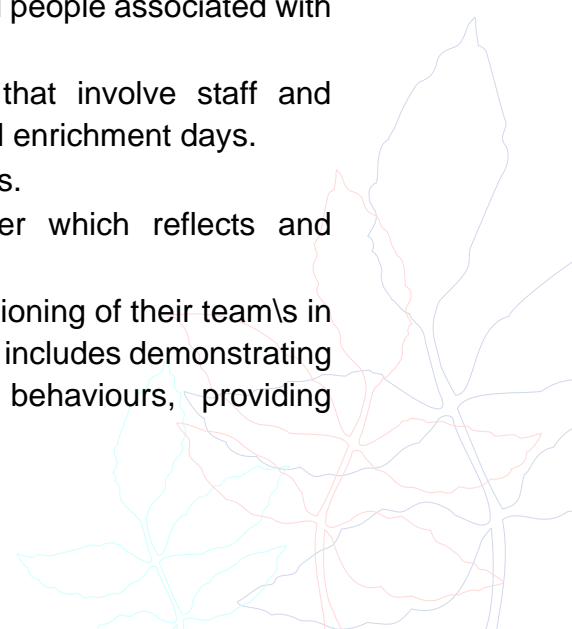 people associated with
that involve staff and
enrichment days.
s.
er which reflects and
ioning of their team\s in
includes demonstrating
behaviours, providing